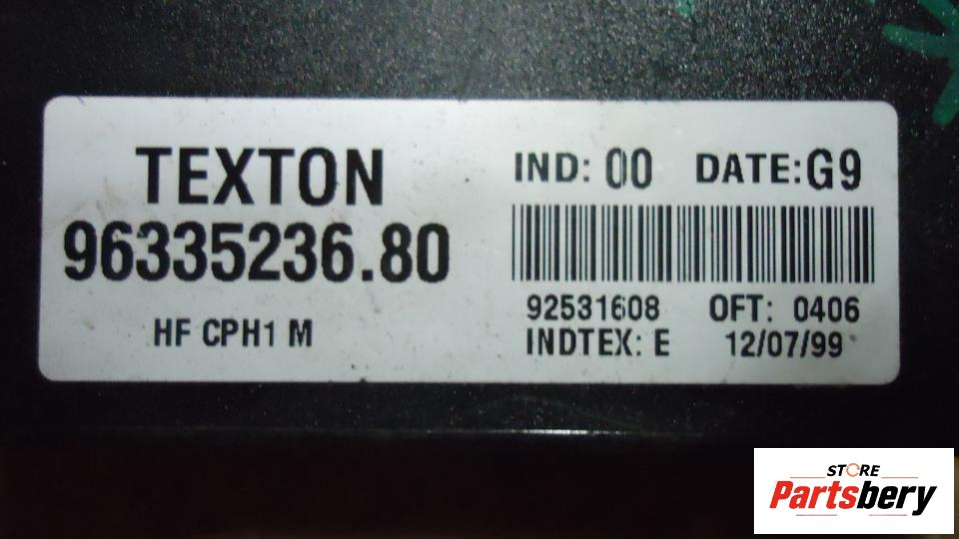 TEXTON
96335236.80
HF CPH1 M
IND: 00 DATE: G9
92531608 OFT: 0406
INDTEX: E 12/07/99
STORE
Partsbery